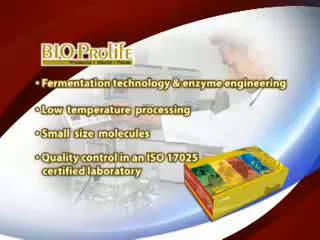 BIO-PROLIFE
• Fermentation technology & enzyme engineering
• Low temperature processing
• Small size molecules
• Quality control in an ISO 17025
certified laboratory